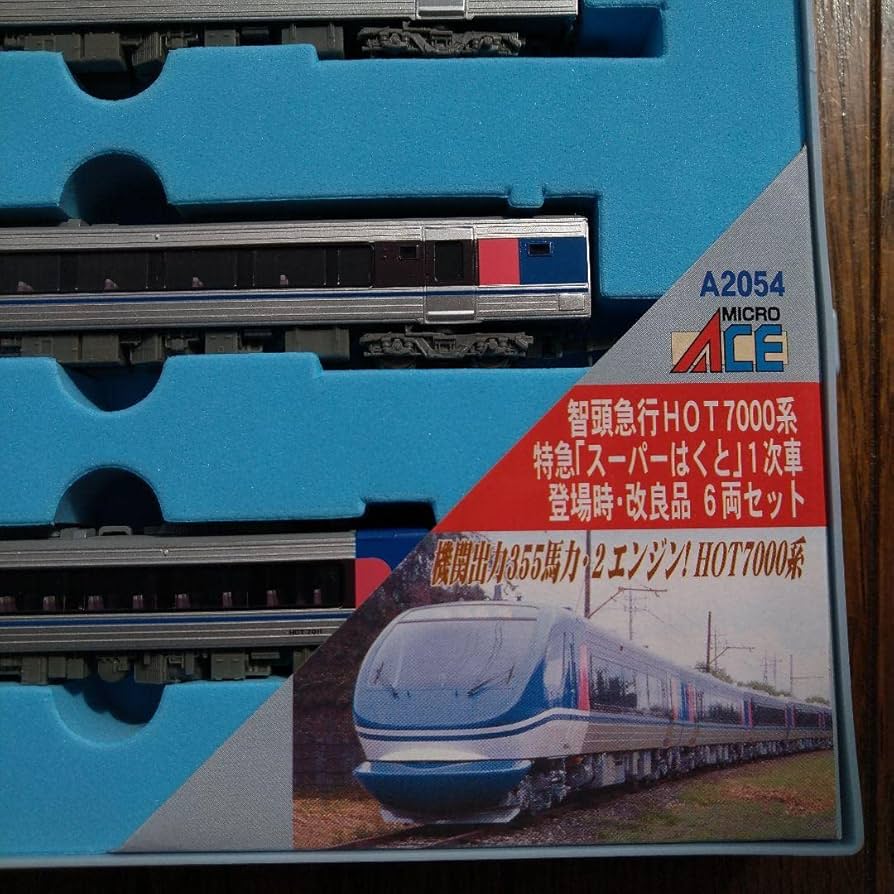 A2054
MICRO
ACE
智頭急行HOT7000系
特急「スーパーはくと」1次車
登場時・改良品 6両セット
機関出力355馬力・2エンジン! HOT7000系
HOT 7011